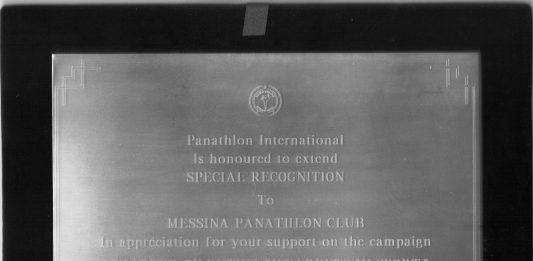 Panathlon International
Is honoured to extend
SPECIAL RECOGNITION
To
MESSINA PANATHLON CLUB
In appreciation for your support on the campaign